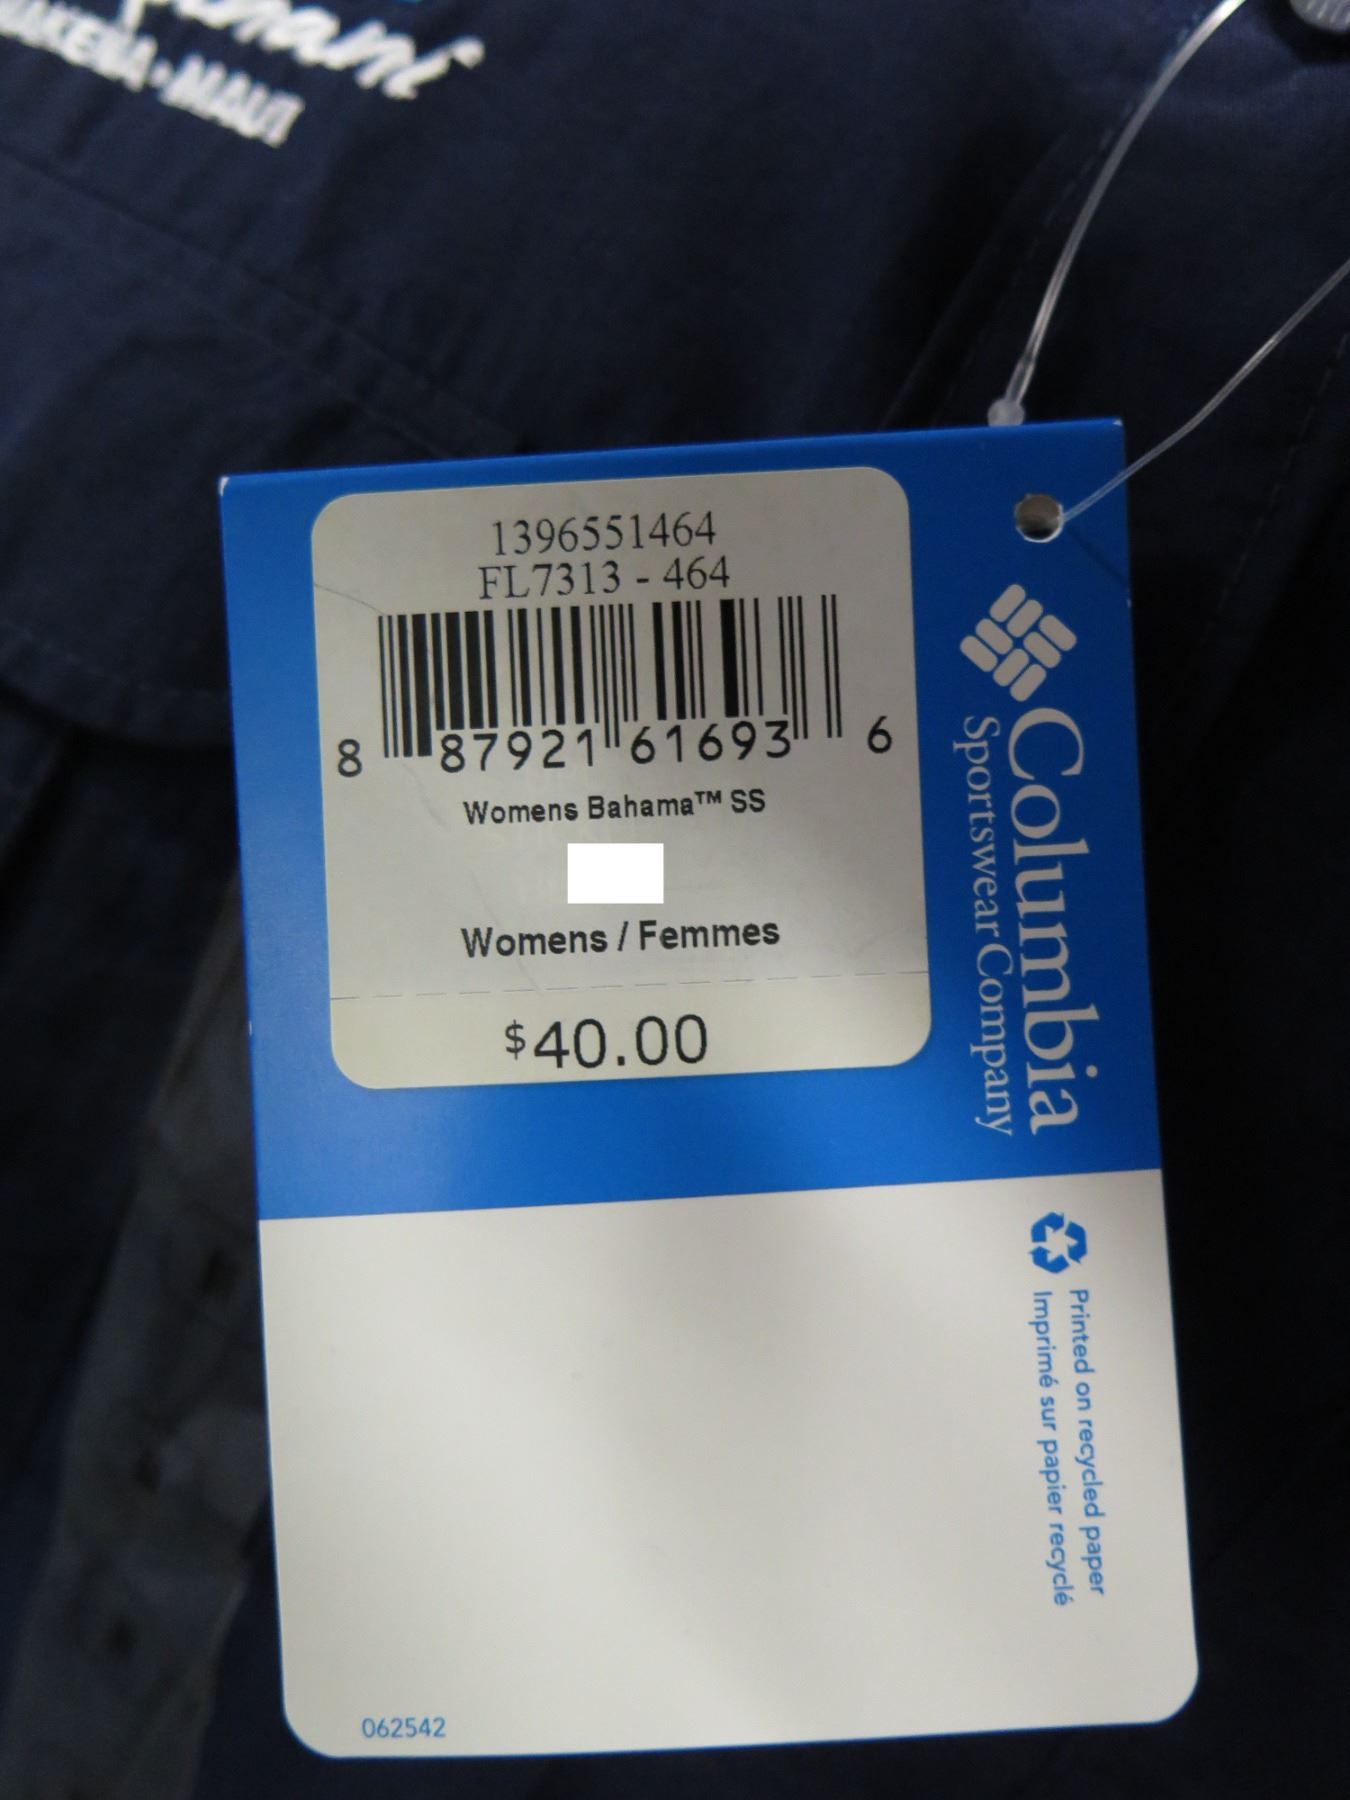 MAKENA • MAUI
1396551464
FL7313 - 464
8 87921 61693 6
Womens Bahama™ SS
Womens / Femmes
$40.00
Columbia
Sportswear Company
Printed on recycled paper
Imprimé sur papier recyclé
062542